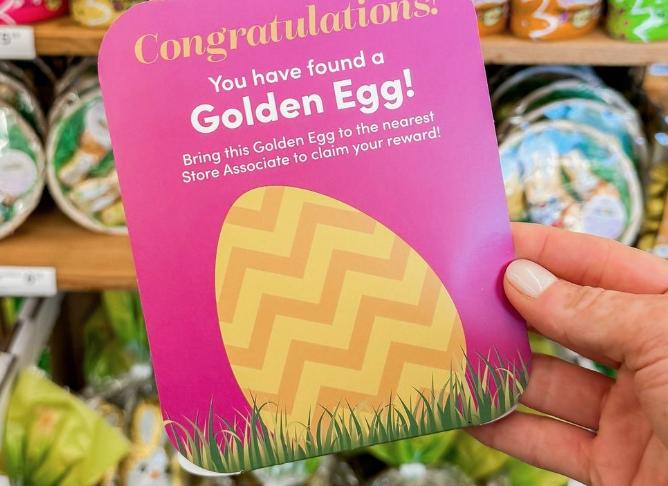 Congratulations!
You have found a
Golden Egg!
Bring this Golden Egg to the nearest
Store Associate to claim your reward!